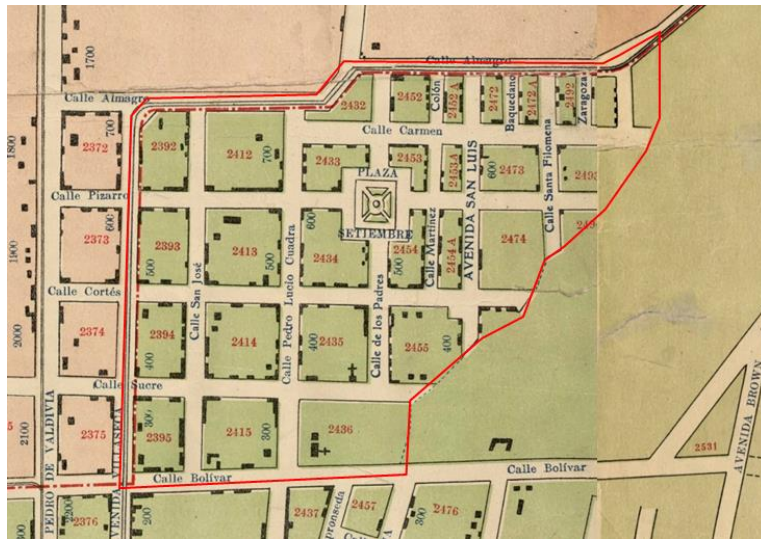 1700
Calle Almagro
Calle Almagro
700
2372
2392
2412
700
2432
2452
Colón
2452 A
2472
Baquedano
2472 A
2492
Zaragoza
1800
Calle Carmen
2433
2453
2453 A
600
2473
Calle Santa Filomena
Calle Pizarro
PLAZA
SETIEMBRE
AVENIDA SAN LUIS
600
2373
2393
500
2413
500
600
2434
2454
500
Calle Martínez
2454 A
2474
1900
Calle San José
Calle Pedro Lucio Cuadra
Calle de los Padres
Calle Cortés
2000
2374
2394
400
2414
2435
400
2455
400
Calle Sucre
2100
PEDRO DE VALDIVIA
2375
300
2395
2415
300
2436
Calle Bolívar
Calle Bolívar
2531
AVENIDA BROWN
2376
200
2437
2457
300
2476